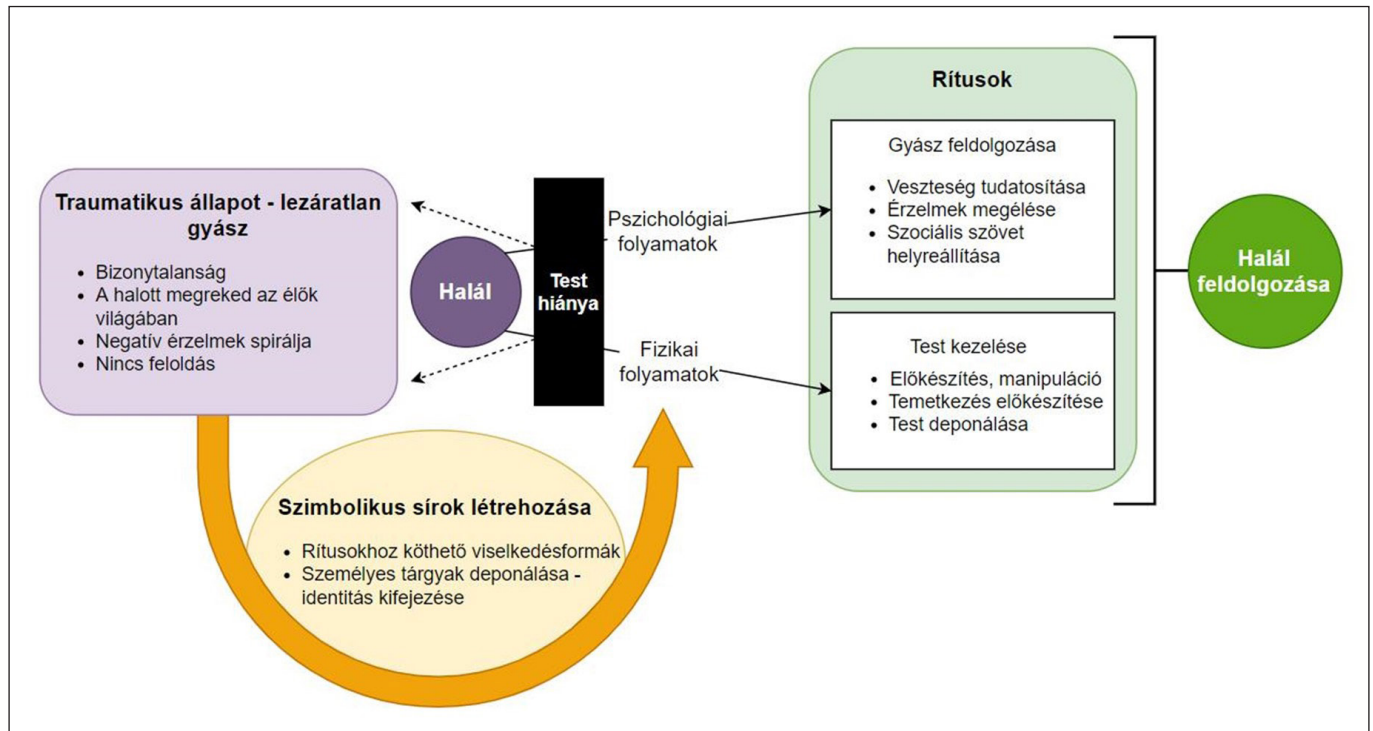 Traumatikus állapot - lezáratlan
gyász
• Bizonytalanság
• A halott megreked az élők
világában
• Negatív érzelmek spirálja
• Nincs feloldás
Halál
Test
hiánya
Pszichológiai
folyamatok
Fizikai
folyamatok
Rítusok
Gyász feldolgozása
• Veszteség tudatosítása
• Érzelmek megélése
• Szociális szövet
helyreállítása
Test kezelése
• Előkészítés, manipuláció
• Temetkezés előkészítése
• Test deponálása
Halál
feldolgozása
Szimbolikus sírok létrehozása
• Rítusokhoz köthető viselkedésformák
• Személyes tárgyak deponálása -
identitás kifejezése